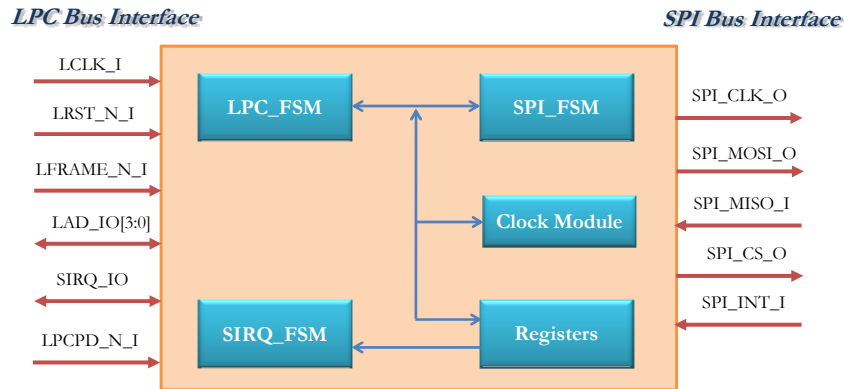 LPC Bus Interface
SPI Bus Interface
LCLK_I
LRST_N_I
LFRAME_N_I
LAD_IO[3:0]
SIRQ_IO
LPCPD_N_I
LPC_FSM
SPI_FSM
Clock Module
SIRQ_FSM
Registers
SPI_CLK_O
SPI_MOSI_O
SPI_MISO_I
SPI_CS_O
SPI_INT_I